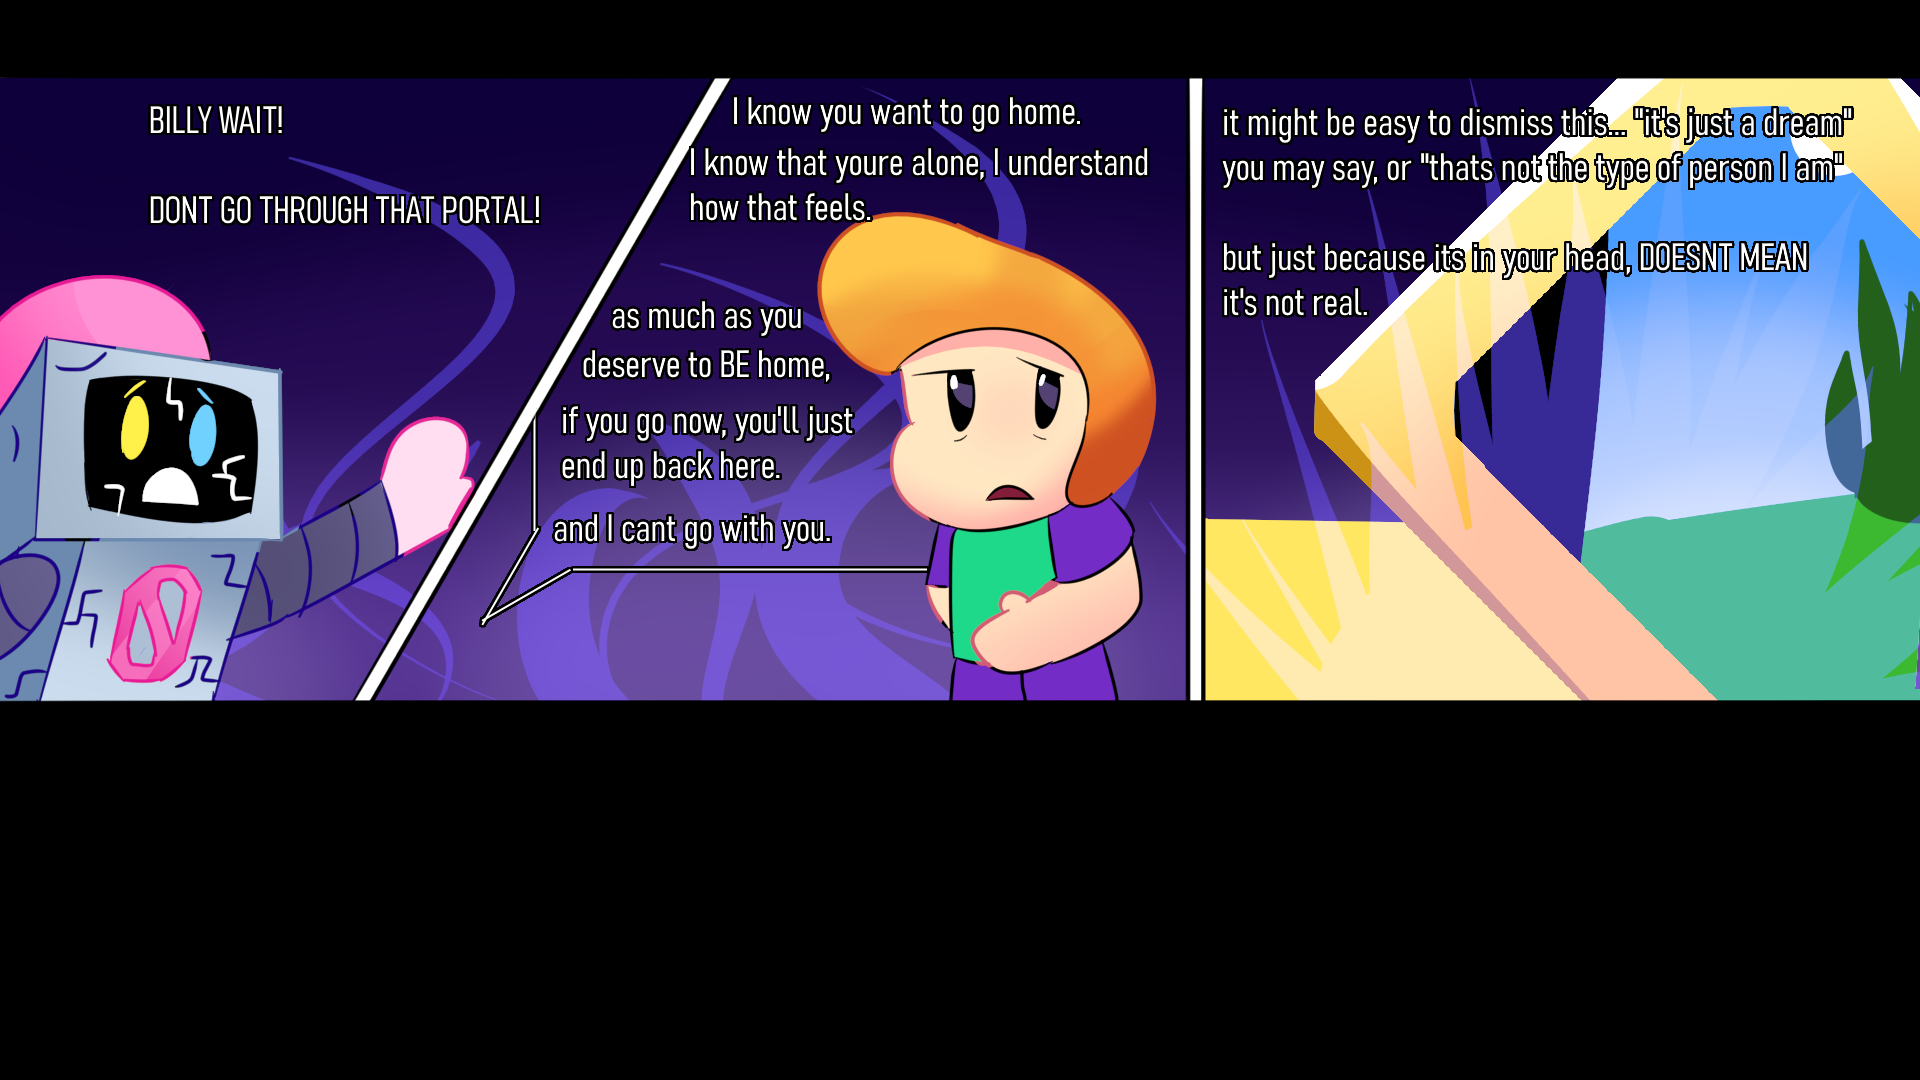 BILLY WAIT!
DONT GO THROUGH THAT PORTAL!
I know you want to go home.
I know that youre alone, I understand
how that feels.
as much as you
deserve to BE home,
if you go now, you'll just
end up back here.
and I cant go with you.
it might be easy to dismiss this... "it's just a dream"
you may say, or "thats not the type of person I am"
but just because its in your head, DOESNT MEAN
it's not real.